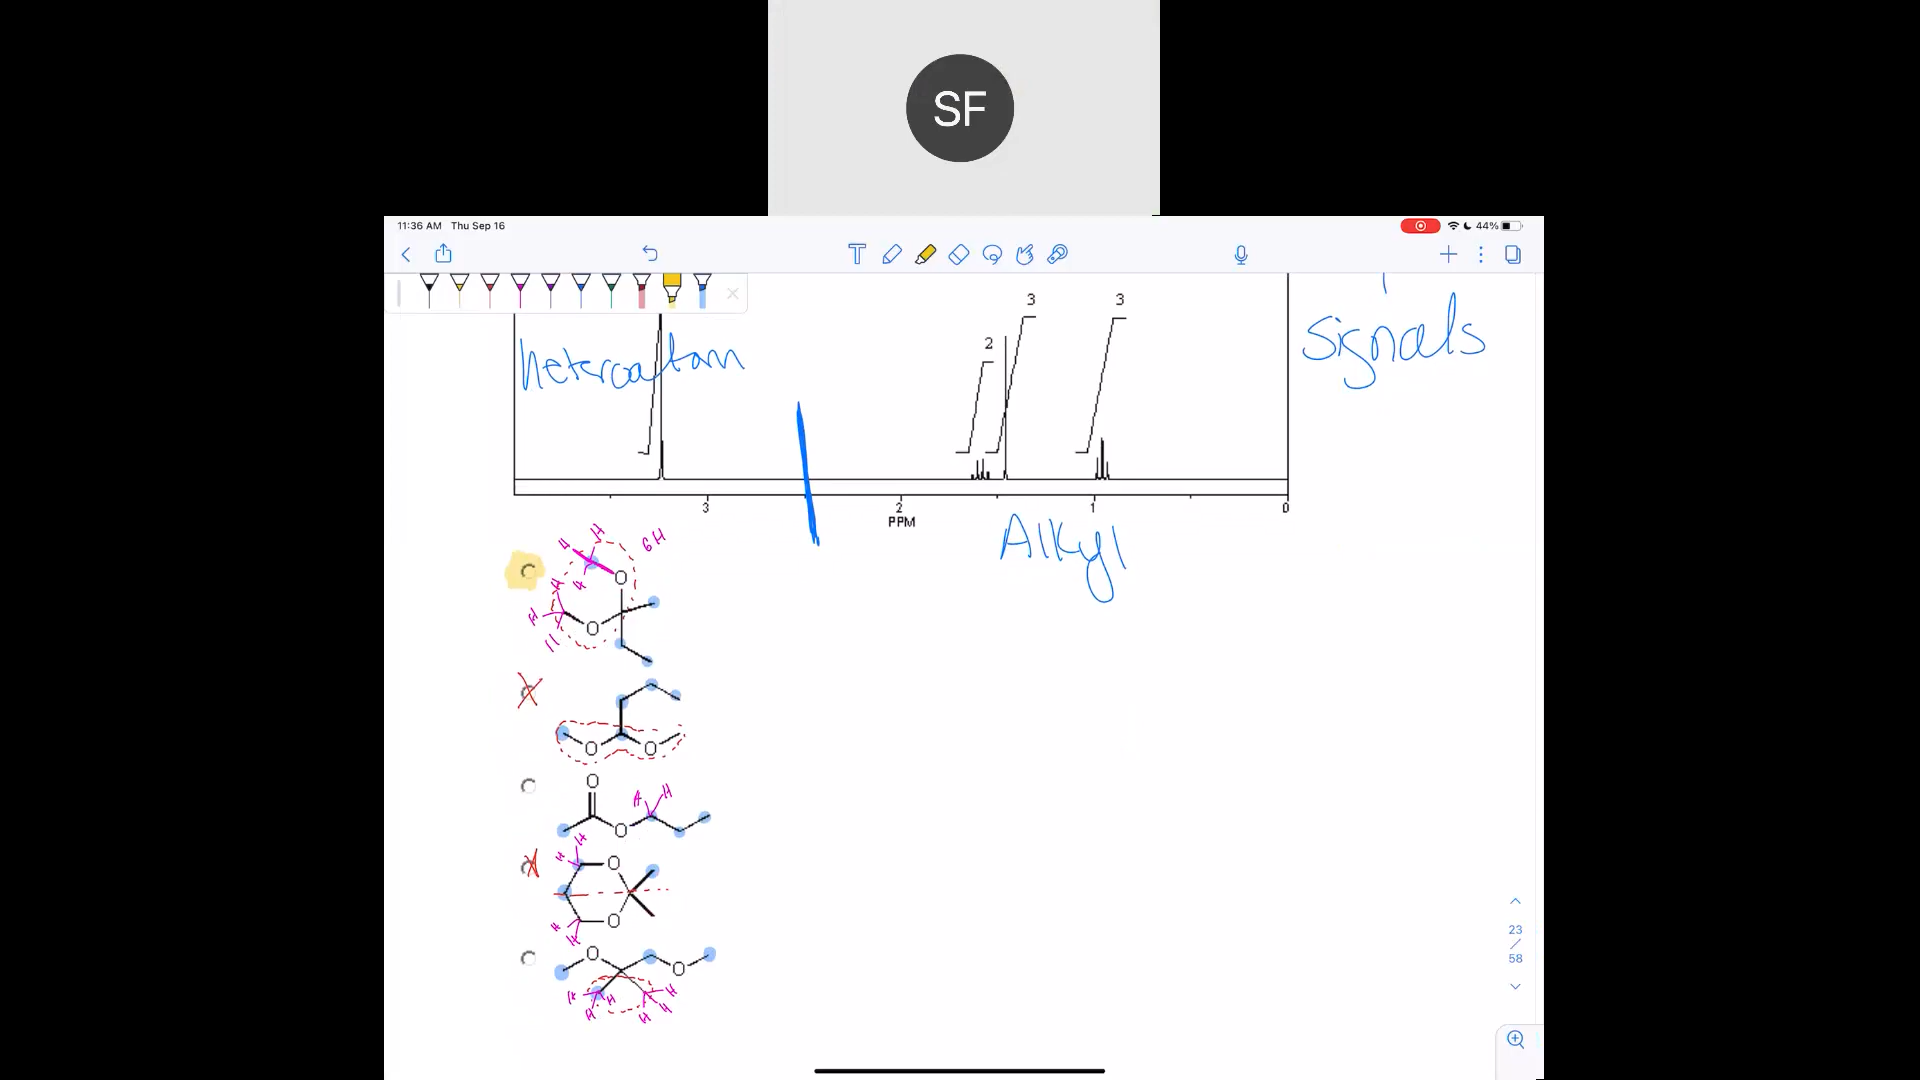 SF
11:36 AM Thu Sep 16
44%
T
3
3
2
heteroatom
signals
3
2
1
0
PPM
Alkyl
H
6H
H
O
H
H
O
H
O
O
O
H
O
H
H
O
H
O
H
H
O
O
H
H
H
H
H
23
/
58